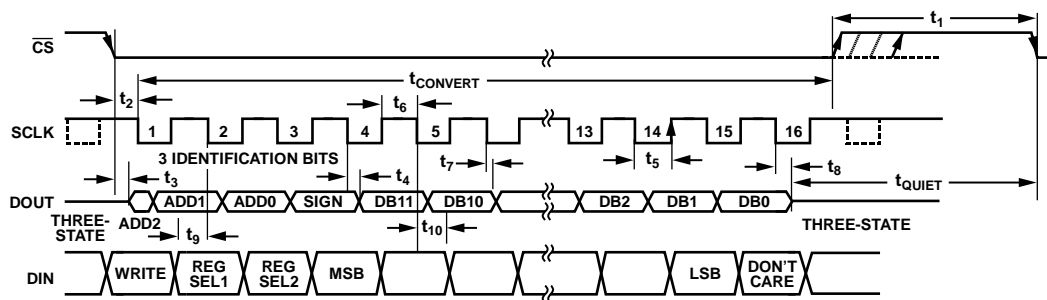 t1
CS
tCONVERT
t2
t6
SCLK
1 2 3 4 5 13 14 15 16
3 IDENTIFICATION BITS
t7
t5
t8
t3
t4
tQUIET
DOUT
ADD1 ADD0 SIGN DB11 DB10 DB2 DB1 DB0
THREE-STATE
ADD2
THREE-STATE
t9
t10
DIN
WRITE
REG SEL1
REG SEL2
MSB
LSB
DON'T CARE